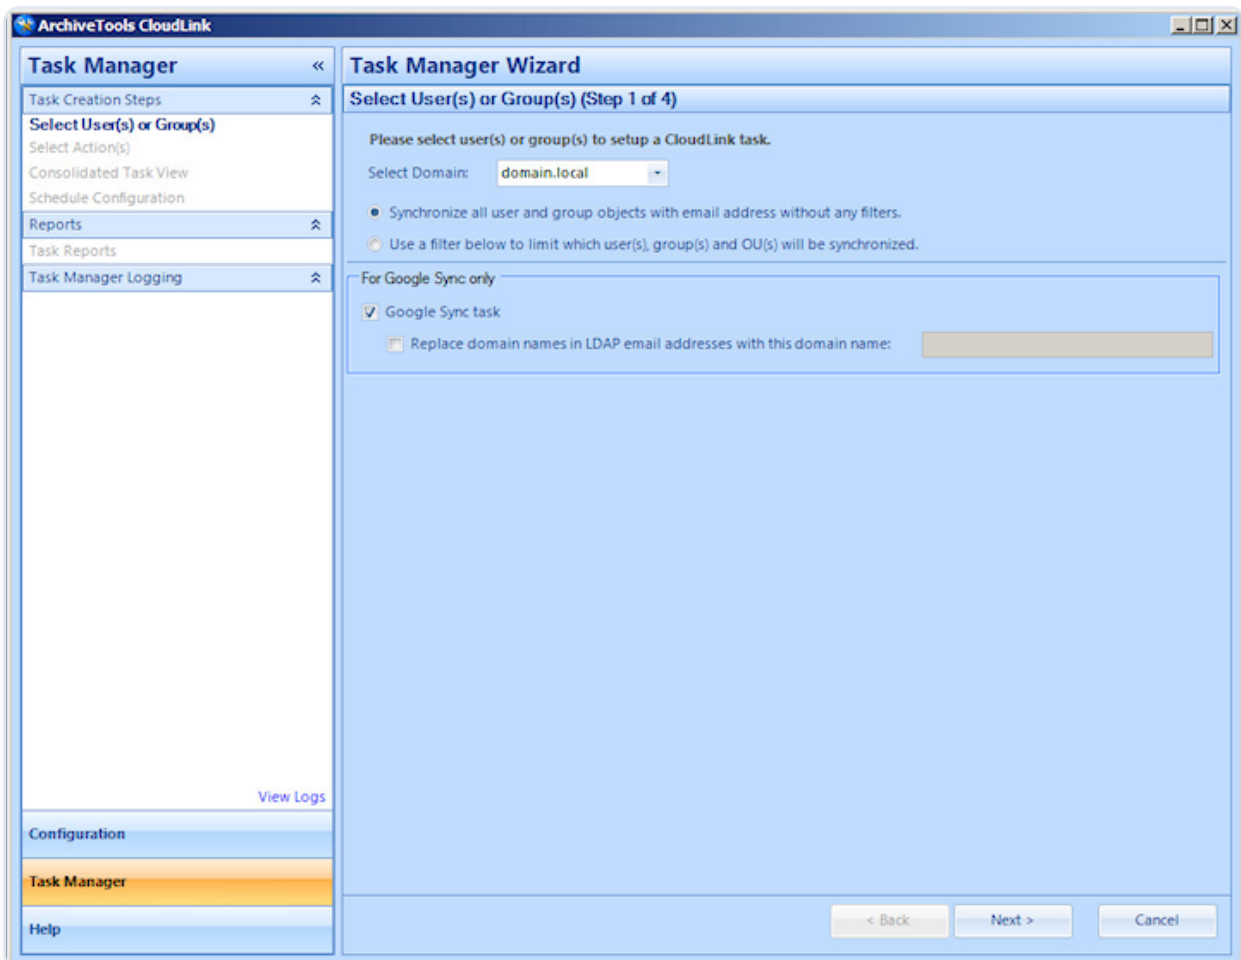 ArchiveTools CloudLink
Task Manager «
Task Creation Steps
Select User(s) or Group(s)
Select Action(s)
Consolidated Task View
Schedule Configuration
Reports
Task Reports
Task Manager Logging
View Logs
Configuration
Task Manager
Help
Task Manager Wizard
Select User(s) or Group(s) (Step 1 of 4)
Please select user(s) or group(s) to setup a CloudLink task.
Select Domain: domain.local
Synchronize all user and group objects with email address without any filters.
Use a filter below to limit which user(s), group(s) and OU(s) will be synchronized.
For Google Sync only
Google Sync task
Replace domain names in LDAP email addresses with this domain name:
< Back Next > Cancel